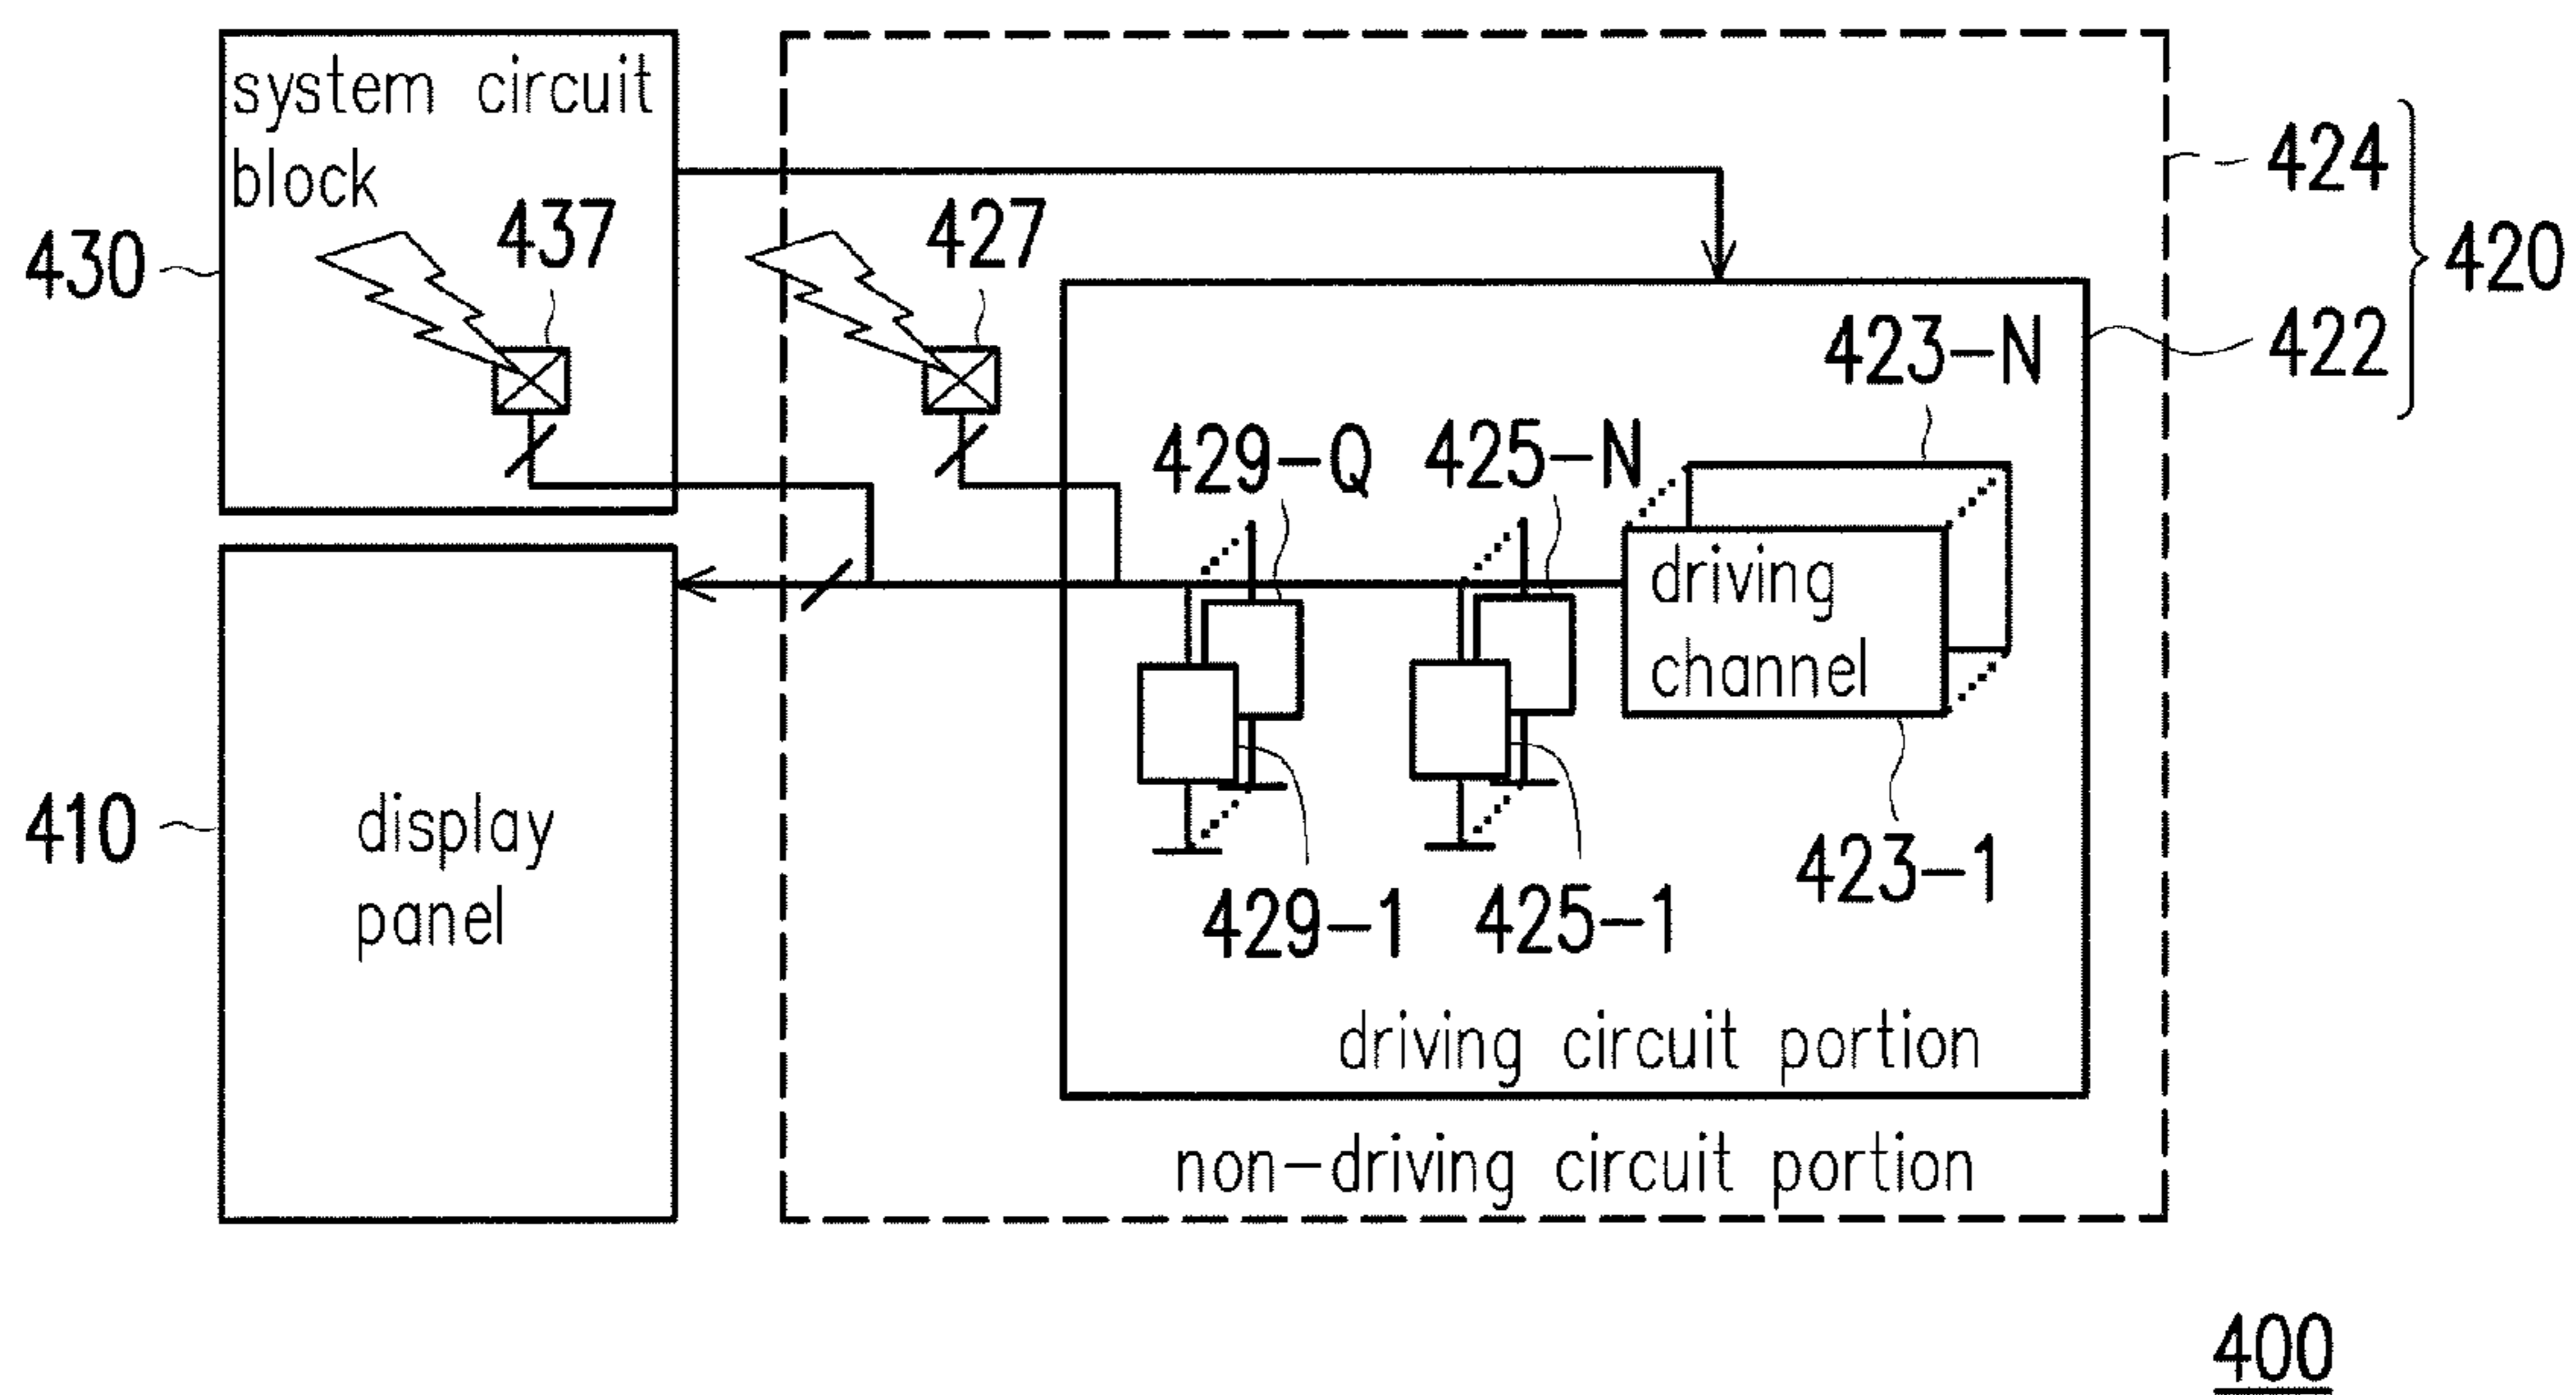 system circuit
block
424
437
427
430
420
422
423-N
429-Q
425-N
driving
channel
410
display
panel
423-1
429-1
425-1
driving circuit portion
non-driving circuit portion
400